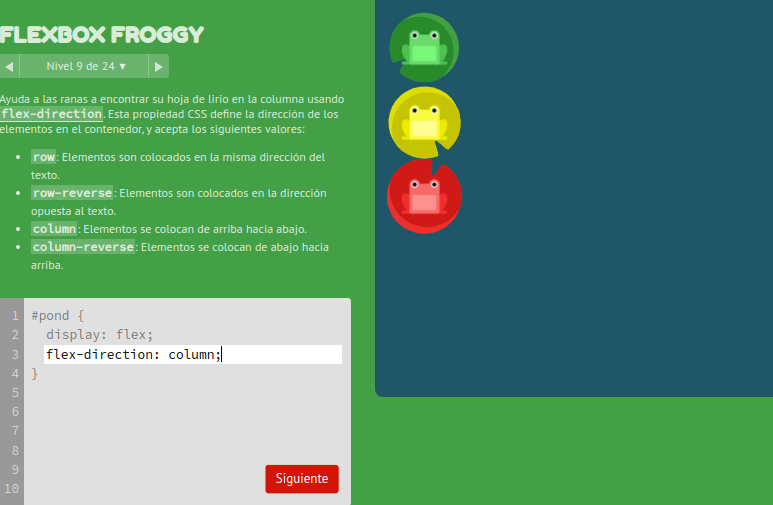 FLEXBOX FROGGY
◀ Nivel 9 de 24 ▼ ▶
Ayuda a las ranas a encontrar su hoja de lirio en la columna usando
flex-direction. Esta propiedad CSS define la dirección de los
elementos en el contenedor, y acepta los siguientes valores:
• row: Elementos son colocados en la misma dirección del
texto.
• row-reverse: Elementos son colocados en la dirección
opuesta al texto.
• column: Elementos se colocan de arriba hacia abajo.
• column-reverse: Elementos se colocan de abajo hacia
arriba.
1 #pond {
2 display: flex;
3 flex-direction: column;
4 }
5
6
7
8
9
10
Siguiente